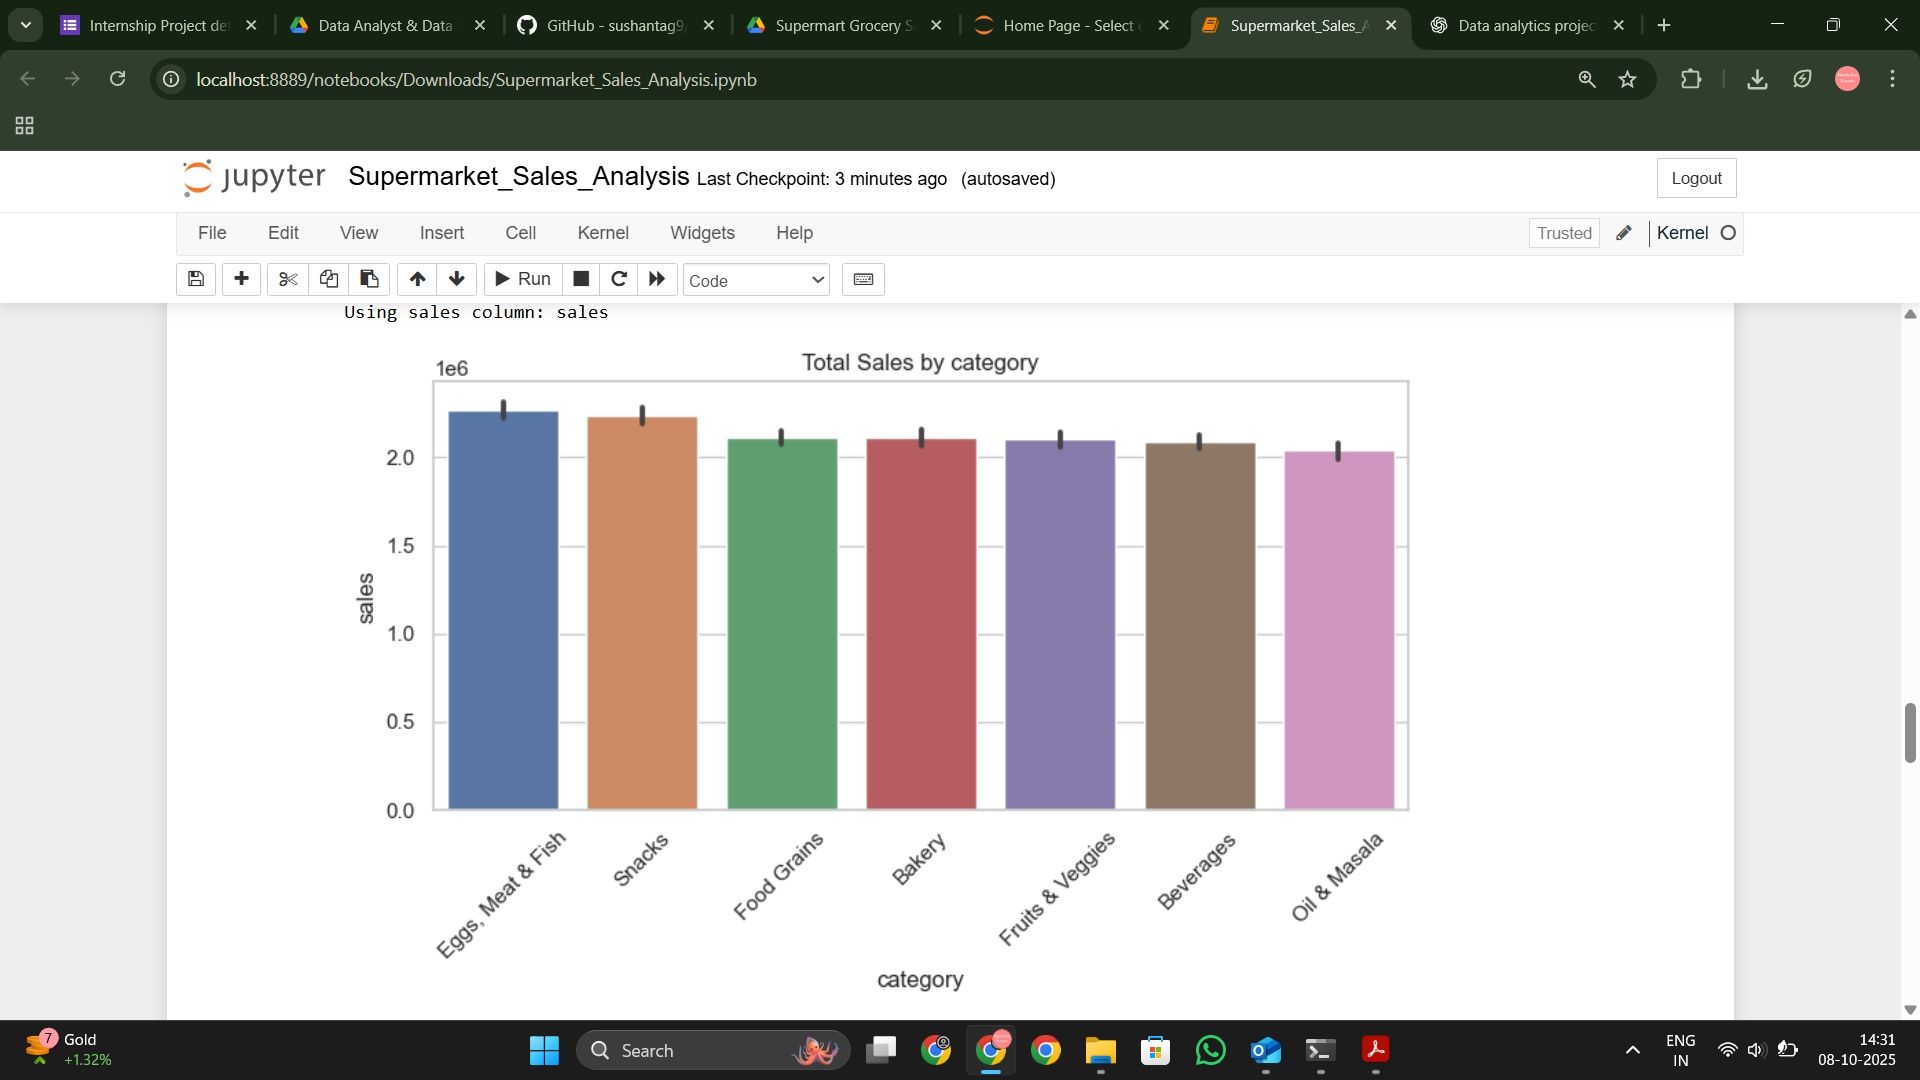 Internship Project de
Data Analyst & Data
GitHub - sushantag9
Supermart Grocery S
Home Page - Select
Supermarket_Sales_A
Data analytics projec
localhost:8889/notebooks/Downloads/Supermarket_Sales_Analysis.ipynb
jupyter Supermarket_Sales_Analysis Last Checkpoint: 3 minutes ago (autosaved)
Logout
File Edit View Insert Cell Kernel Widgets Help
Trusted
Kernel
Run
Code
Using sales column: sales
Total Sales by category
1e6
2.0
1.5
1.0
0.5
0.0
sales
Eggs, Meat & Fish
Snacks
Food Grains
Bakery
Fruits & Veggies
Beverages
Oil & Masala
category
7
Gold
+1.32%
Search
ENG
IN
14:31
08-10-2025